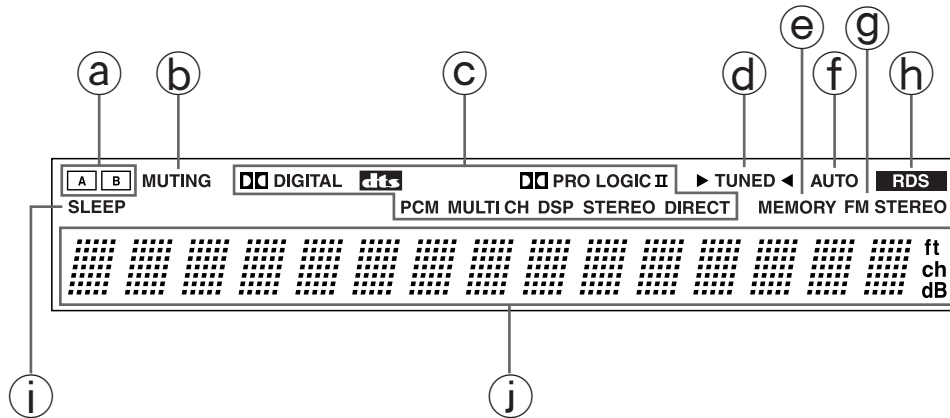 a b c d e f g h
A B MUTING DIGITAL dts PRO LOGIC II TUNED AUTO RDS
SLEEP PCM MULTI CH DSP STEREO DIRECT MEMORY FM STEREO
ft
ch
dB
i j